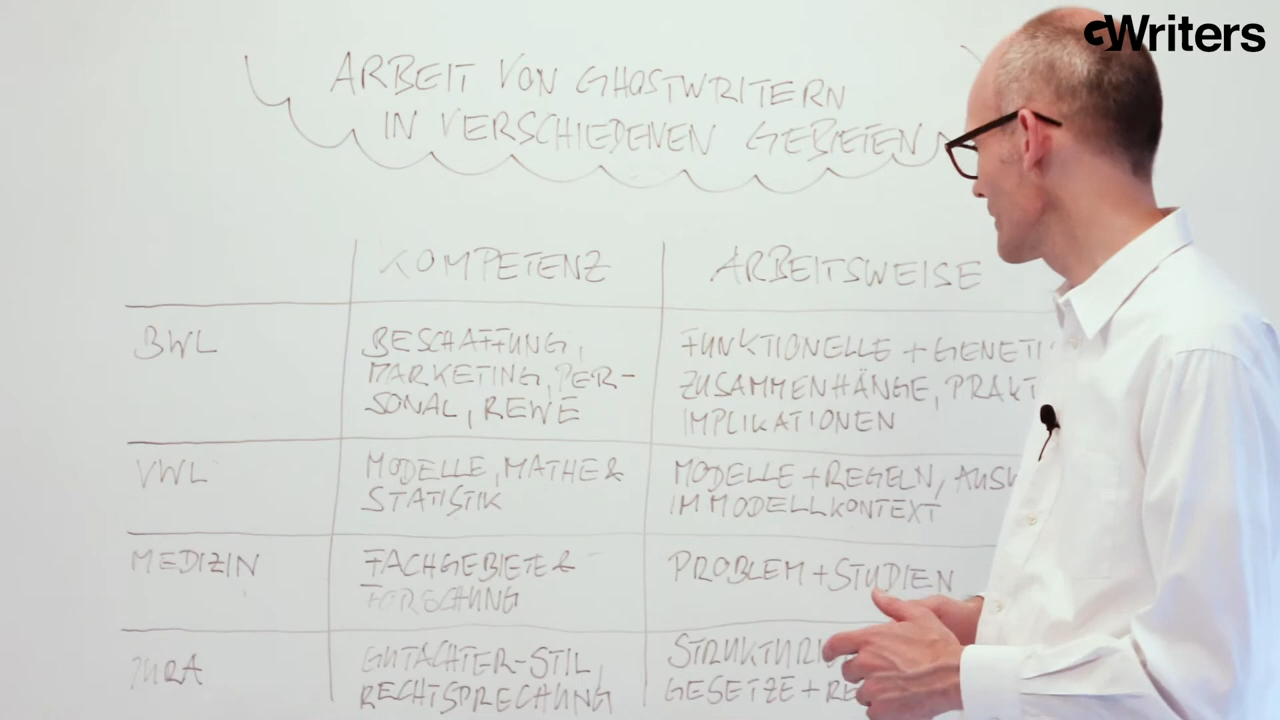 GWriters
ARBEIT VON GHOSTWRITERN
IN VERSCHIEDENEN GEBIETEN
KOMPETENZ
ARBEITSWEISE
BWL
BESCHAFFUNG,
MARKETING, PER-
SONAL, REWE
FUNKTIONELLE + GENETI
ZUSAMMENHÄNGE, PRAKT
IMPLIKATIONEN
VWL
MODELLE, MATHE &
STATISTIK
MODELLE + REGELN, AUSW
IM MODELLKONTEXT
MEDIZIN
FACHGEBIETE &
FORSCHUNG
PROBLEM + STUDIEN
JURA
GUTACHTER-STIL,
RECHTSPRECHUNG
STRUKTURI
GESETZE + RE